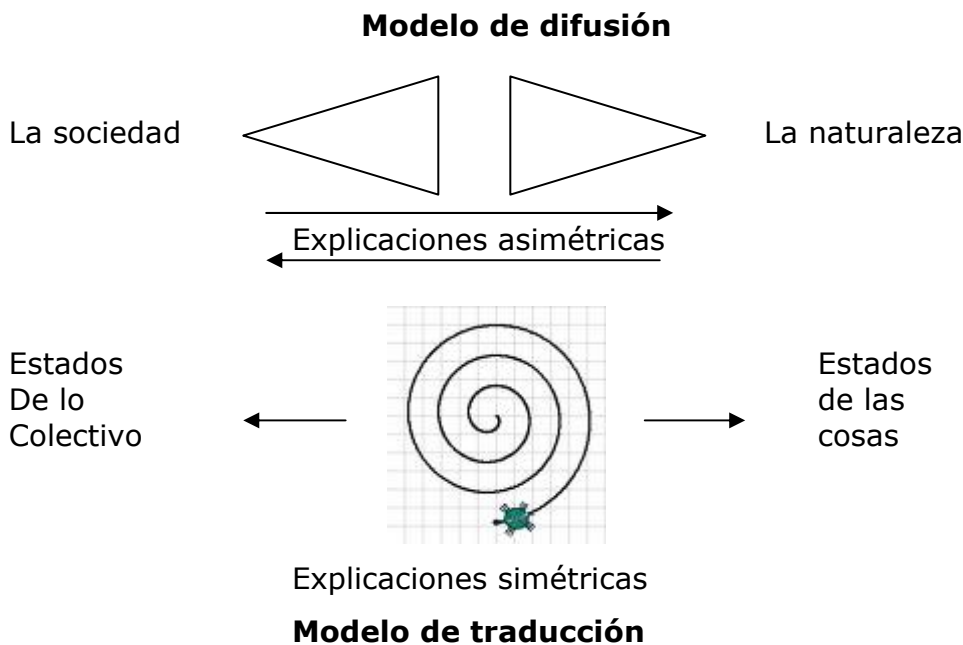 Modelo de difusión
La sociedad
La naturaleza
Explicaciones asimétricas
Estados
De lo
Colectivo
Estados
de las
cosas
Explicaciones simétricas
Modelo de traducción